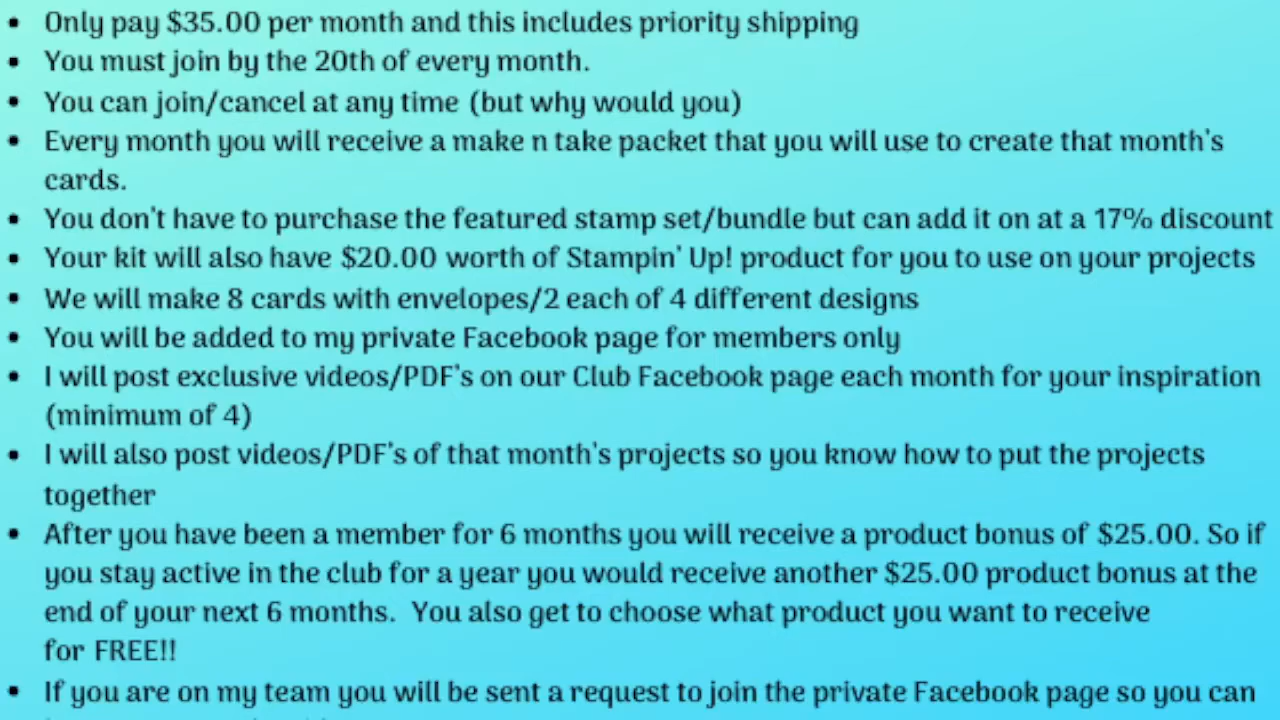 • Only pay $35.00 per month and this includes priority shipping
• You must join by the 20th of every month.
• You can join/cancel at any time (but why would you)
• Every month you will receive a make n take packet that you will use to create that month's
cards.
• You don't have to purchase the featured stamp set/bundle but can add it on at a 17% discount
• Your kit will also have $20.00 worth of Stampin' Up! product for you to use on your projects
• We will make 8 cards with envelopes/2 each of 4 different designs
• You will be added to my private Facebook page for members only
• I will post exclusive videos/PDF's on our Club Facebook page each month for your inspiration
(minimum of 4)
• I will also post videos/PDF's of that month's projects so you know how to put the projects
together
• After you have been a member for 6 months you will receive a product bonus of $25.00. So if
you stay active in the club for a year you would receive another $25.00 product bonus at the
end of your next 6 months. You also get to choose what product you want to receive
for FREE!!
• If you are on my team you will be sent a request to join the private Facebook page so you can